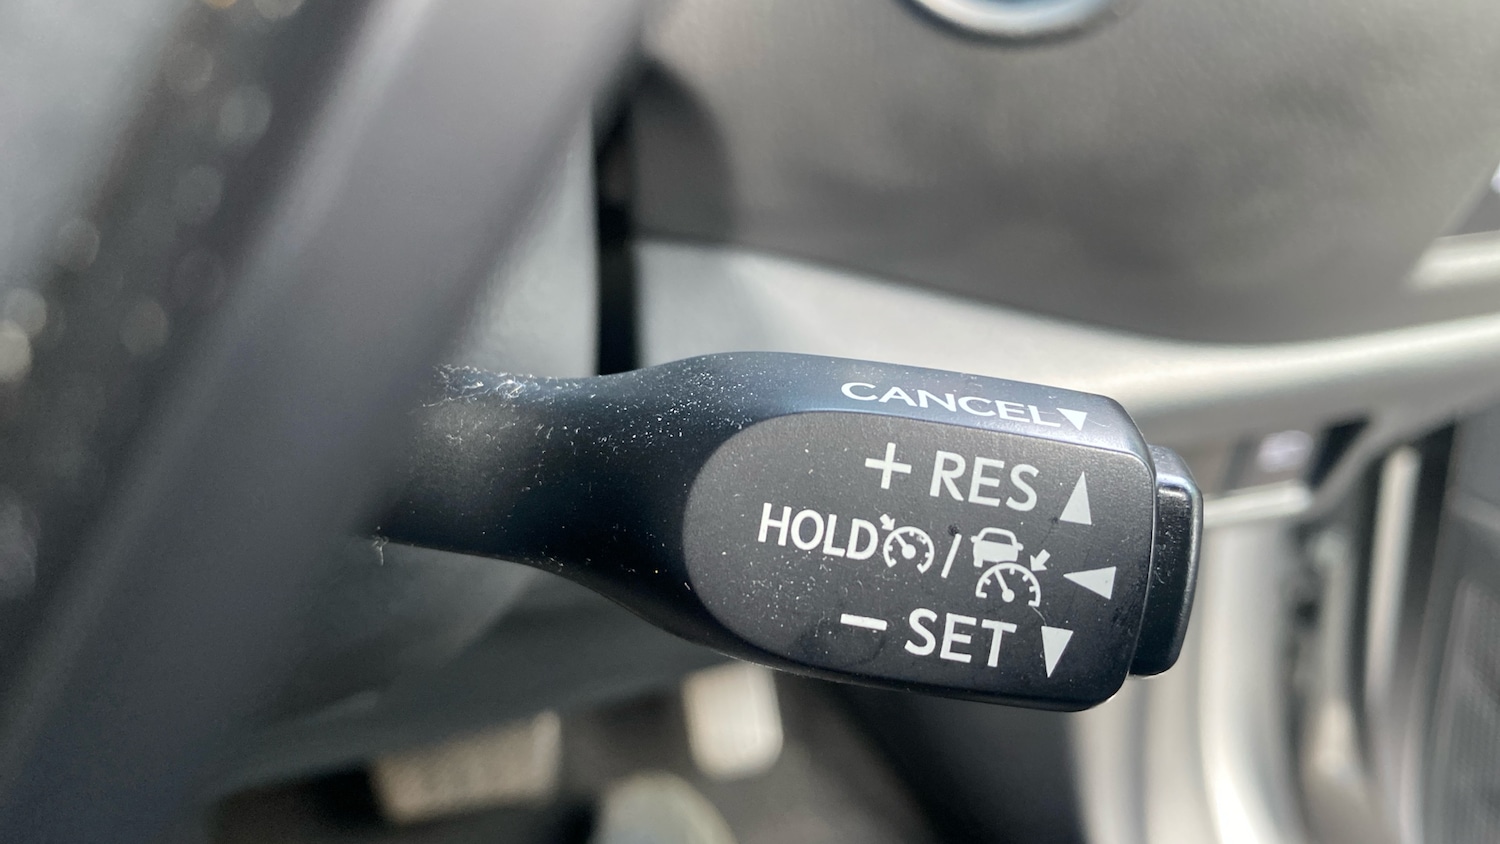 CANCEL
+ RES
HOLD /
− SET